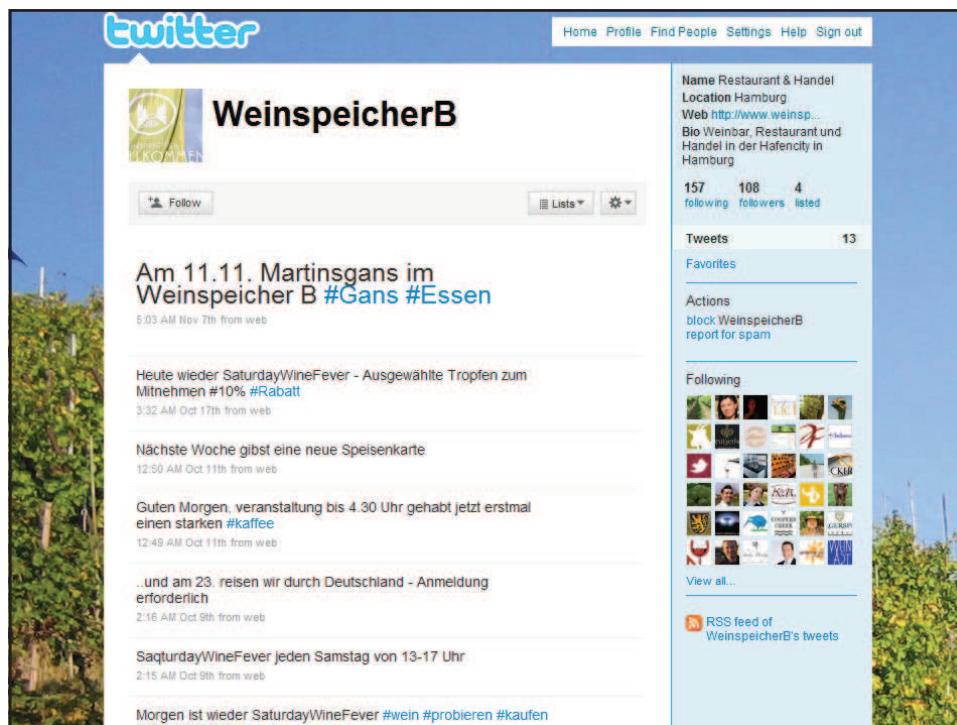 twitter
Home Profile Find People Settings Help Sign out
WeinspeicherB
Follow
Lists
Am 11.11. Martinsgans im
Weinspeicher B #Gans #Essen
5:03 AM Nov 7th from web
Heute wieder SaturdayWineFever - Ausgewählte Tropfen zum
Mitnehmen #10% #Rabatt
3:32 AM Oct 17th from web
Nächste Woche gibst eine neue Speisenkarte
12:50 AM Oct 11th from web
Guten Morgen, veranstaltung bis 4.30 Uhr gehabt jetzt erstmal
einen starken #kaffee
12:49 AM Oct 11th from web
..und am 23. reisen wir durch Deutschland - Anmeldung
erforderlich
2:16 AM Oct 9th from web
SaqturdayWineFever jeden Samstag von 13-17 Uhr
2:15 AM Oct 9th from web
Morgen ist wieder SaturdayWineFever #wein #probieren #kaufen
Name Restaurant & Handel
Location Hamburg
Web http://www.weinsp...
Bio Weinbar, Restaurant und
Handel in der Hafencity in
Hamburg
157 108 4
following followers listed
Tweets 13
Favorites
Actions
block WeinspeicherB
report for spam
Following
View all...
RSS feed of
WeinspeicherB's tweets